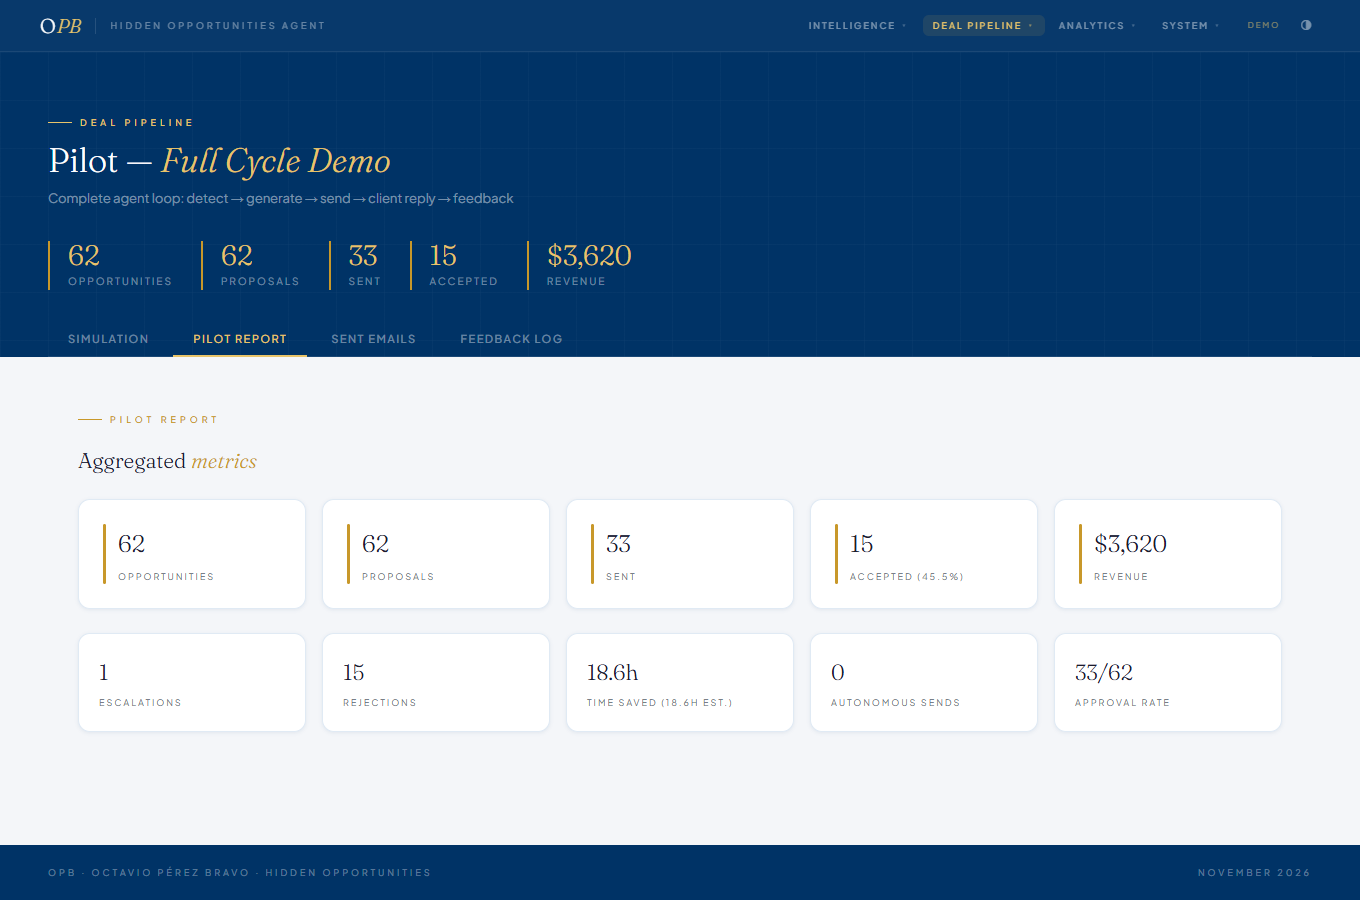 OPB HIDDEN OPPORTUNITIES AGENT INTELLIGENCE DEAL PIPELINE ANALYTICS SYSTEM DEMO
DEAL PIPELINE
Pilot — Full Cycle Demo
Complete agent loop: detect → generate → send → client reply → feedback
62 62 33 15 $3,620
OPPORTUNITIES PROPOSALS SENT ACCEPTED REVENUE
SIMULATION PILOT REPORT SENT EMAILS FEEDBACK LOG
PILOT REPORT
Aggregated metrics
62 62 33 15 $3,620
OPPORTUNITIES PROPOSALS SENT ACCEPTED (45.5%) REVENUE
1 15 18.6h 0 33/62
ESCALATIONS REJECTIONS TIME SAVED (18.6H EST.) AUTONOMOUS SENDS APPROVAL RATE
OPB · OCTAVIO PÉREZ BRAVO · HIDDEN OPPORTUNITIES NOVEMBER 2026